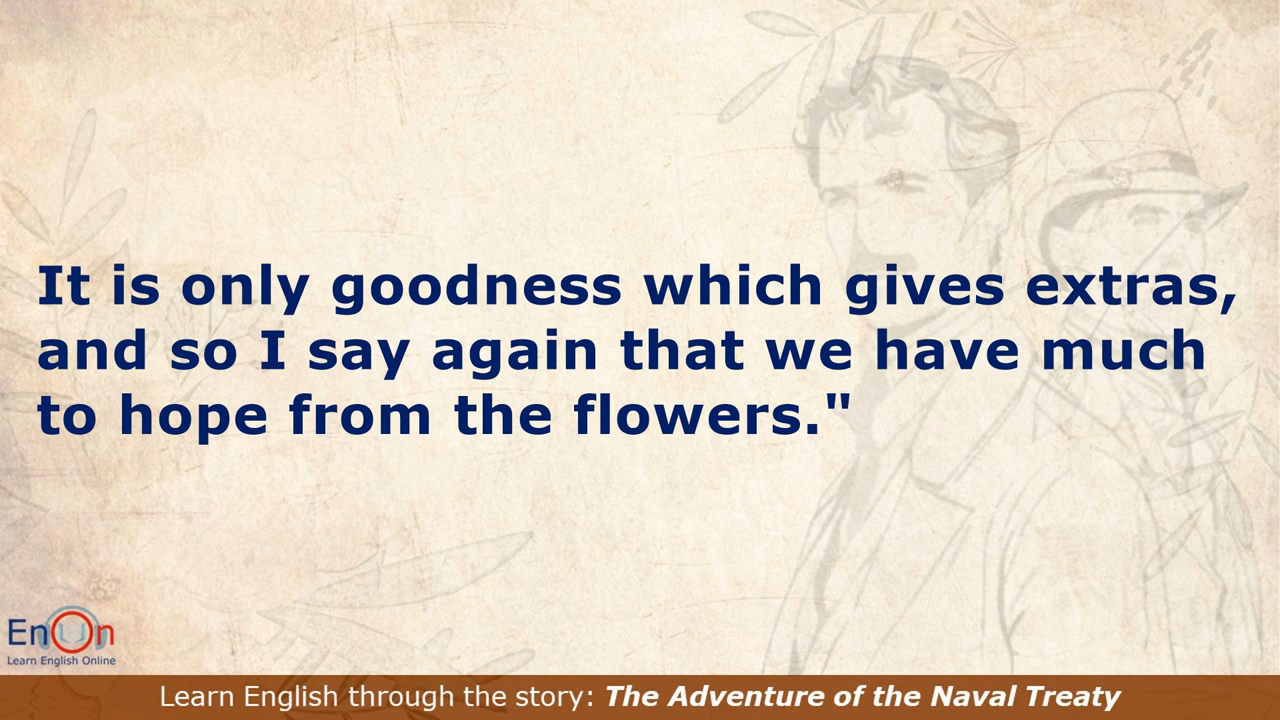 It is only goodness which gives extras,
and so I say again that we have much
to hope from the flowers."
EnOn
Learn English Online
Learn English through the story: The Adventure of the Naval Treaty